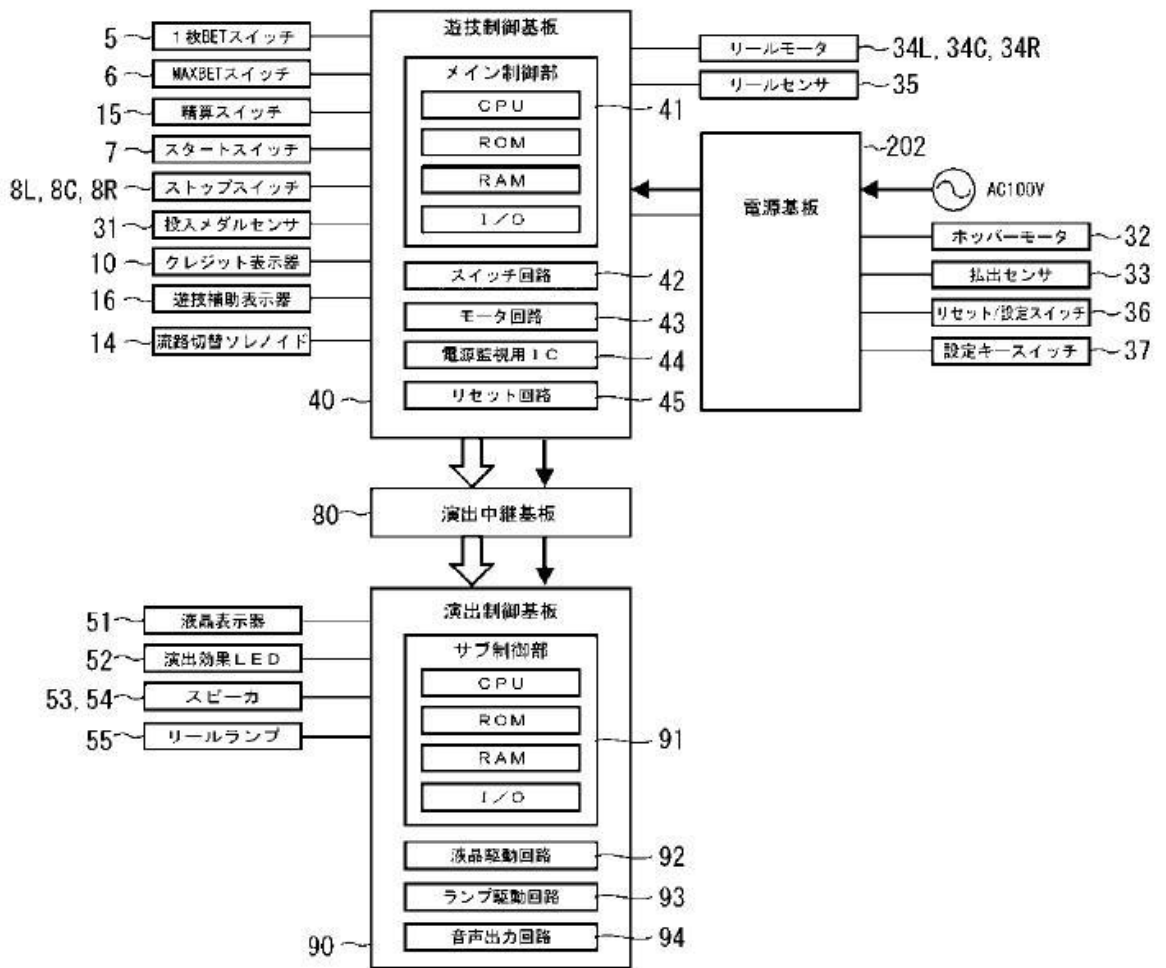 遊技制御基板
5 1枚BETスイッチ
6 MAXBETスイッチ
15 精算スイッチ
7 スタートスイッチ
8L, 8C, 8R ストップスイッチ
31 投入メダルセンサ
10 クレジット表示器
16 遊技補助表示器
14 流路切替ソレノイド
メイン制御部
CPU
ROM
RAM
I/O
41
スイッチ回路 42
モータ回路 43
電源監視用IC 44
リセット回路 45
40
リールモータ 34L, 34C, 34R
リールセンサ 35
202
電源基板
AC100V
ホッパーモータ 32
払出センサ 33
リセット/設定スイッチ 36
設定キースイッチ 37
80 演出中継基板
演出制御基板
51 液晶表示器
52 演出効果LED
53, 54 スピーカ
55 リールランプ
サブ制御部
CPU
ROM
RAM
I/O
91
液晶駆動回路 92
ランプ駆動回路 93
音声出力回路 94
90